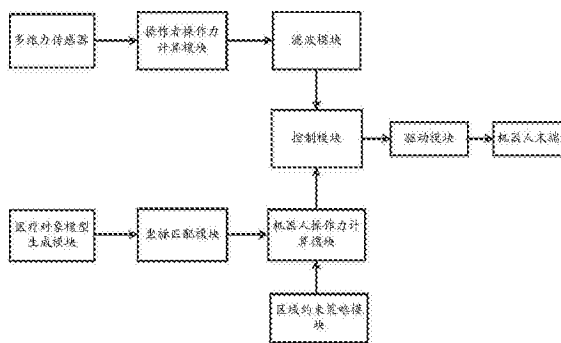 多维力传感器
操作者操作力
计算模块
滤波模块
控制模块
驱动模块
机器人末端
医疗对象模型
生成模块
坐标匹配模块
机器人操作力计
算模块
区域约束策略模
块